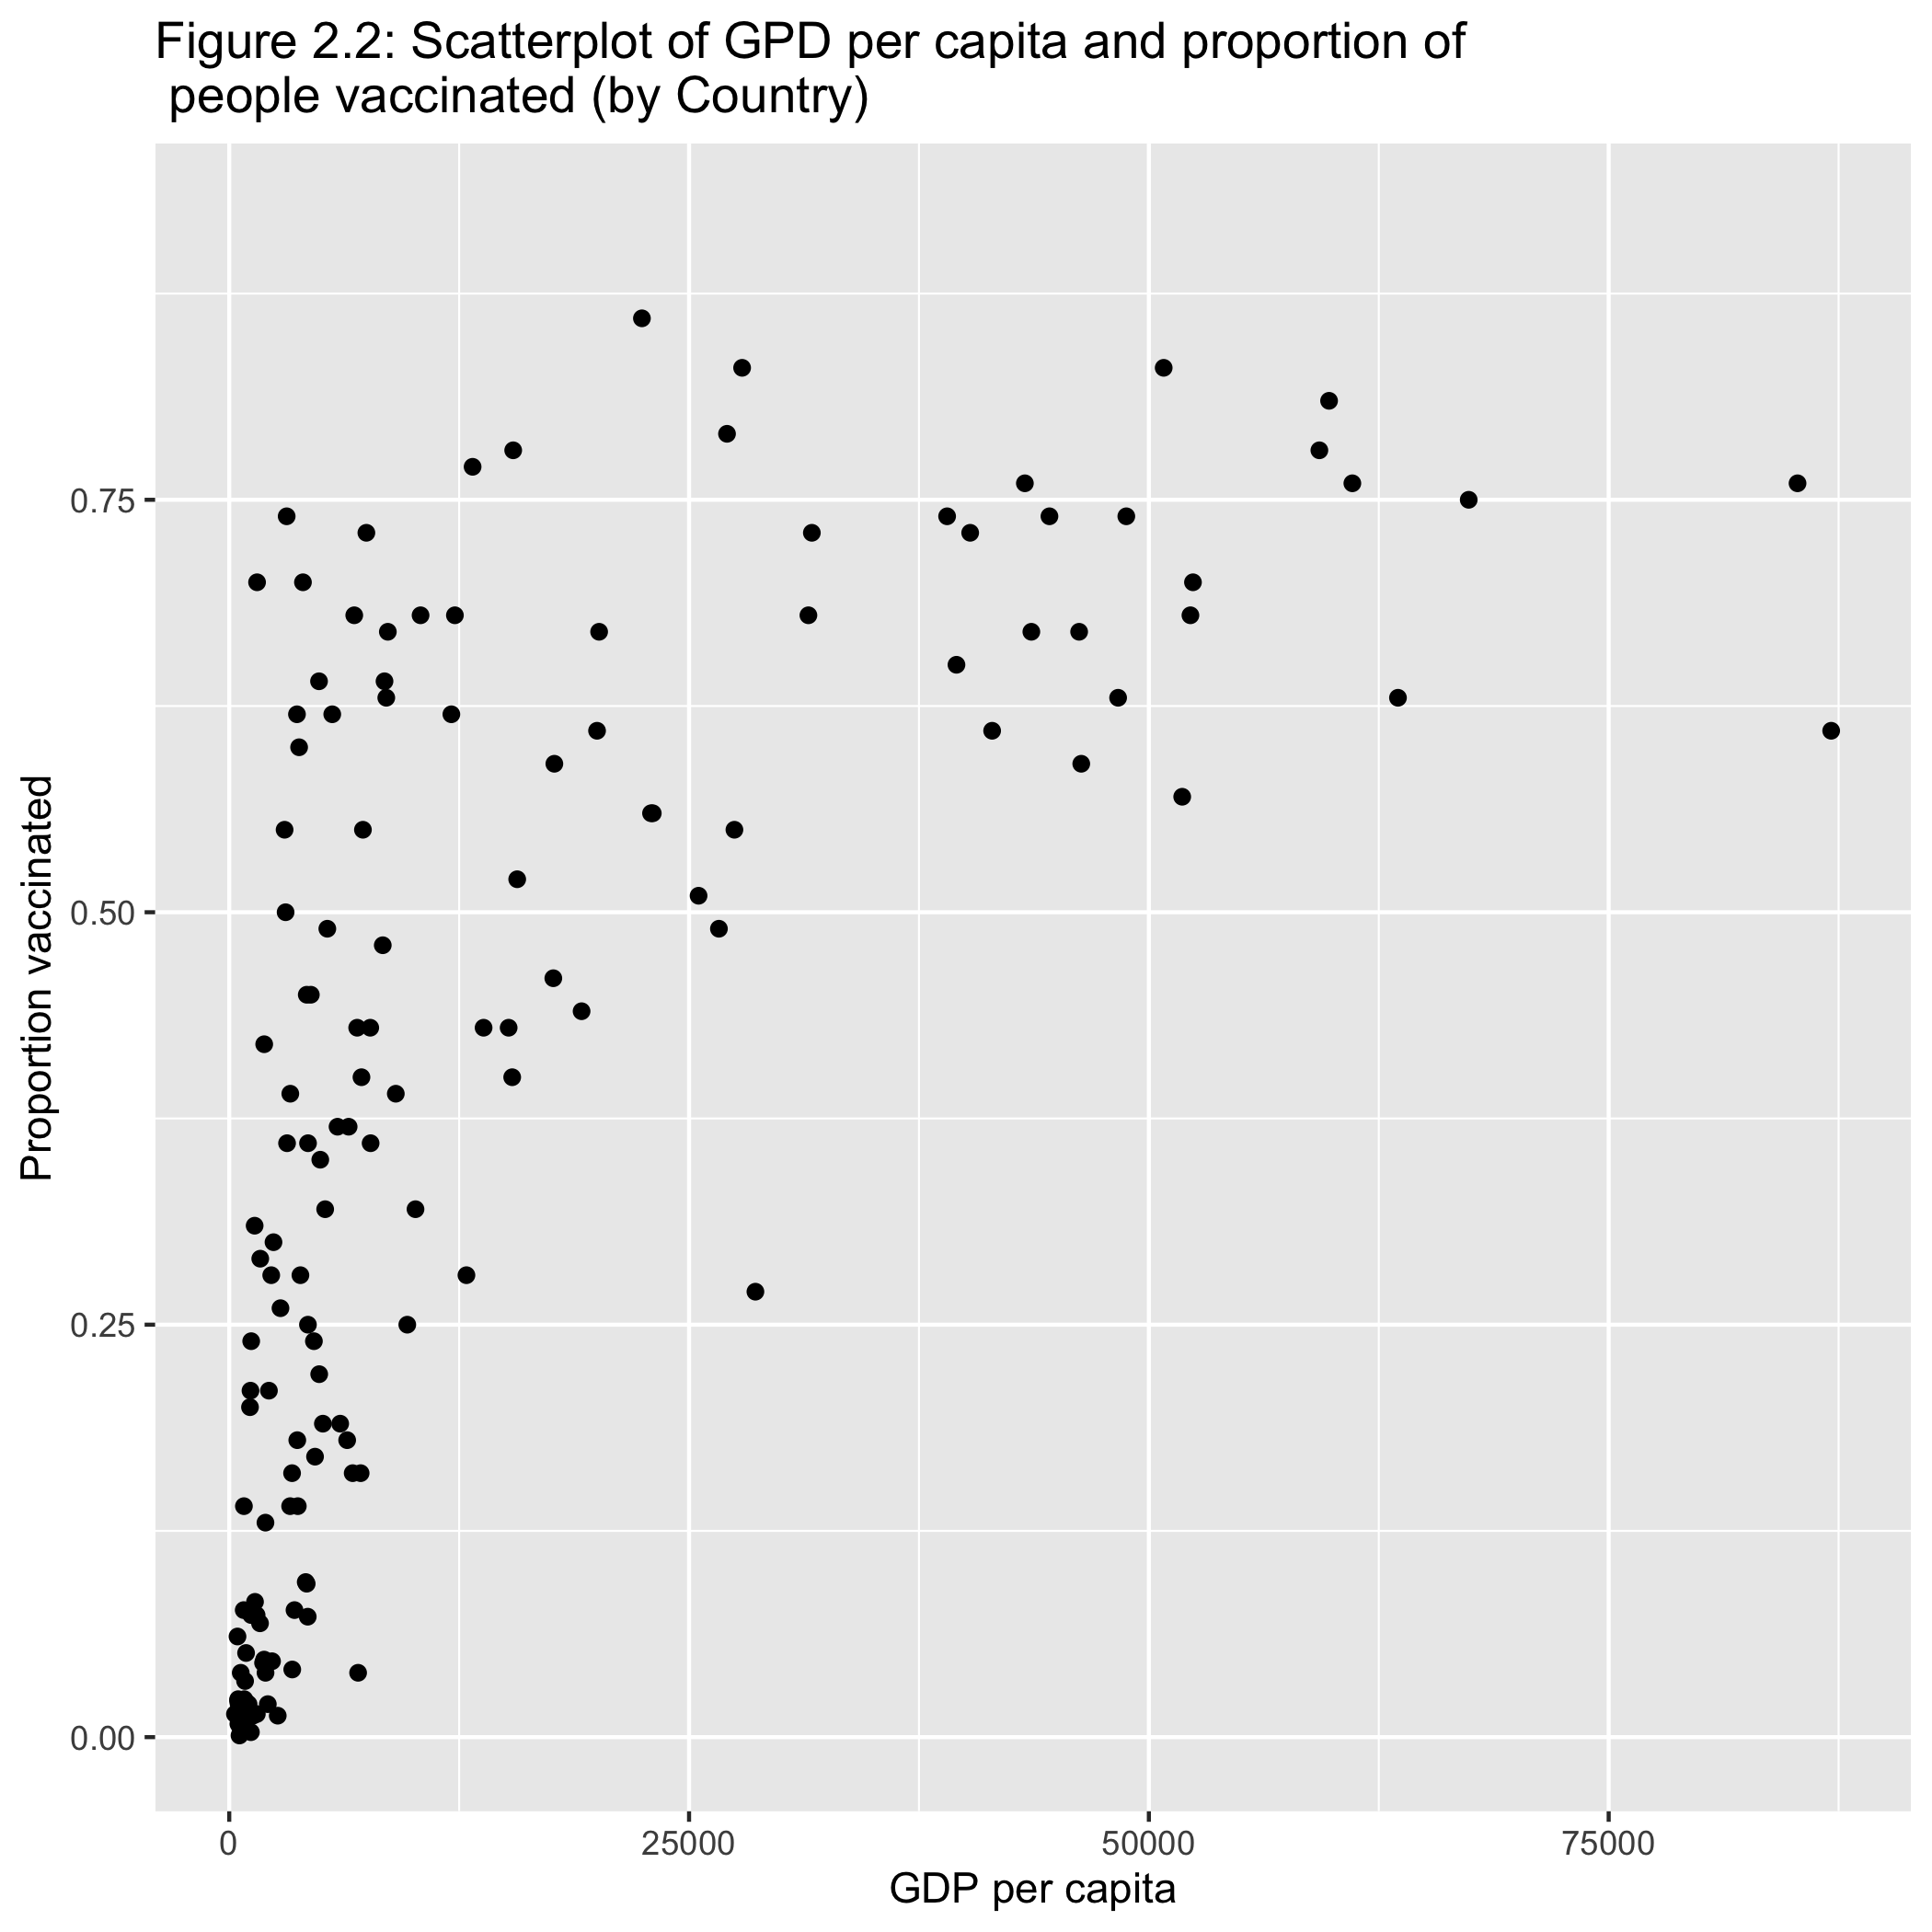 Figure 2.2: Scatterplot of GPD per capita and proportion of
people vaccinated (by Country)
Proportion vaccinated
0.75
0.50
0.25
0.00
0
25000
50000
75000
GDP per capita